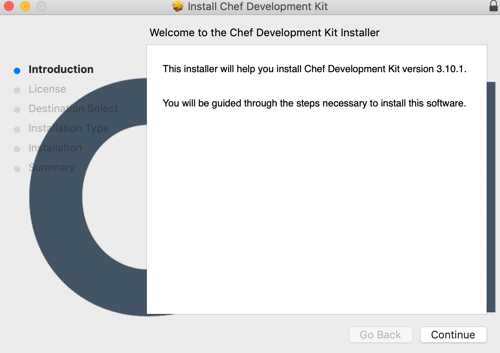 Install Chef Development Kit
Welcome to the Chef Development Kit Installer
Introduction
License
Destination Select
Installation Type
Installation
Summary
This installer will help you install Chef Development Kit version 3.10.1.
You will be guided through the steps necessary to install this software.
Go Back
Continue